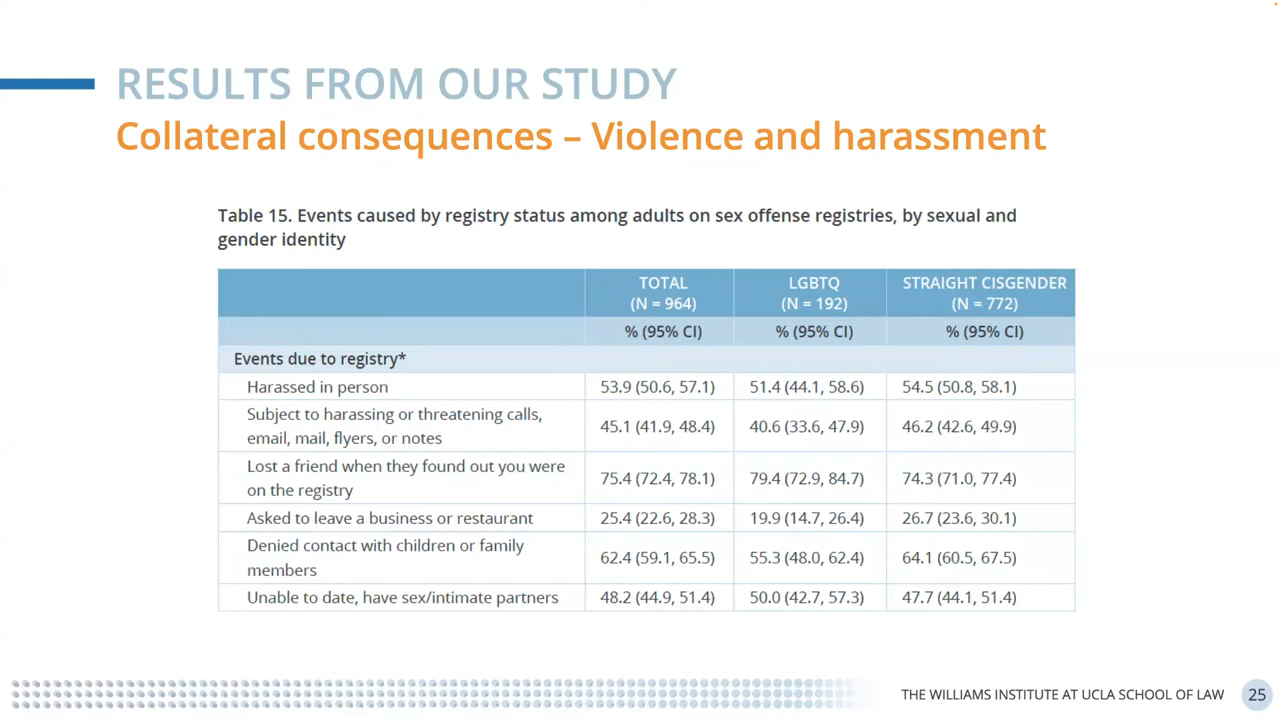 RESULTS FROM OUR STUDY
Collateral consequences – Violence and harassment
Table 15. Events caused by registry status among adults on sex offense registries, by sexual and
gender identity
TOTAL
(N = 964)
LGBTQ
(N = 192)
STRAIGHT CISGENDER
(N = 772)
% (95% CI) % (95% CI) % (95% CI)
Events due to registry*
Harassed in person 53.9 (50.6, 57.1) 51.4 (44.1, 58.6) 54.5 (50.8, 58.1)
Subject to harassing or threatening calls,
email, mail, flyers, or notes
45.1 (41.9, 48.4) 40.6 (33.6, 47.9) 46.2 (42.6, 49.9)
Lost a friend when they found out you were
on the registry
75.4 (72.4, 78.1) 79.4 (72.9, 84.7) 74.3 (71.0, 77.4)
Asked to leave a business or restaurant 25.4 (22.6, 28.3) 19.9 (14.7, 26.4) 26.7 (23.6, 30.1)
Denied contact with children or family
members
62.4 (59.1, 65.5) 55.3 (48.0, 62.4) 64.1 (60.5, 67.5)
Unable to date, have sex/intimate partners 48.2 (44.9, 51.4) 50.0 (42.7, 57.3) 47.7 (44.1, 51.4)
THE WILLIAMS INSTITUTE AT UCLA SCHOOL OF LAW 25